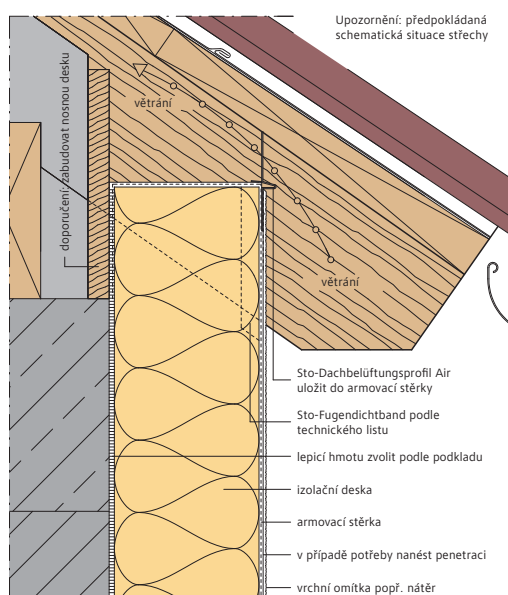 Upozornění: předpokládaná
schematická situace střechy
větrání
doporučení: zabudovat nosnou desku
větrání
Sto-Dachbelüftungsprofil Air
uložit do armovací stěrky
Sto-Fugendichtband podle
technického listu
lepicí hmotu zvolit podle podkladu
izolační deska
armovací stěrka
v případě potřeby nanést penetraci
vrchní omítka popř. nátěr